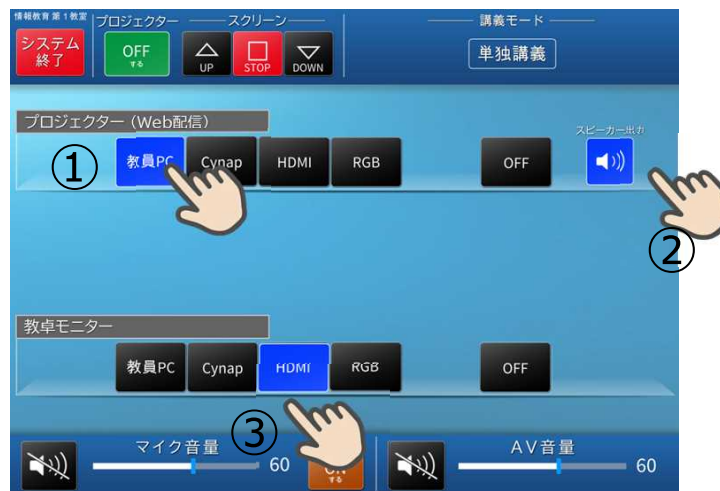 情報教育第1教室
プロジェクター
スクリーン
講義モード
システム
終了
OFF
する
UP
STOP
DOWN
単独講義
プロジェクター (Web配信)
スピーカー出力
①
教員PC
Cynap
HDMI
RGB
OFF
②
教卓モニター
教員PC
Cynap
HDMI
RGB
OFF
③
マイク音量
60
ON
する
AV音量
60